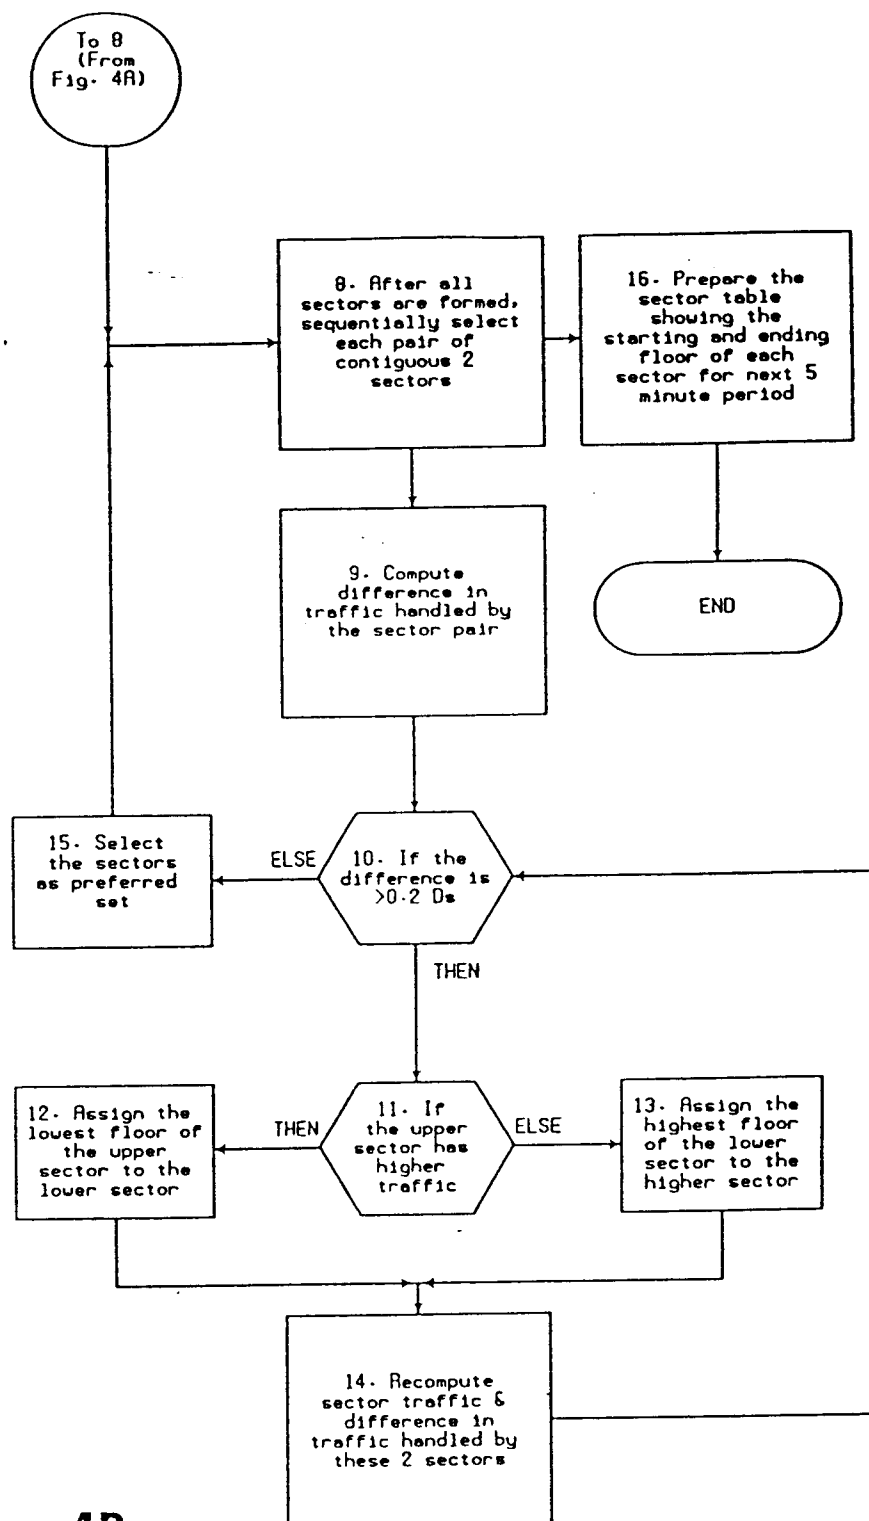 To 8
(From
Fig. 4A)
8. After all
sectors are formed,
sequentially select
each pair of
contiguous 2
sectors
16. Prepare the
sector table
showing the
starting and ending
floor of each
sector for next 5
minute period
9. Compute
difference in
traffic handled by
the sector pair
END
15. Select
the sectors
as preferred
set
ELSE
10. If the
difference is
>0.2 Ds
THEN
12. Assign the
lowest floor of
the upper
sector to the
lower sector
THEN
11. If
the upper
sector has
higher
traffic
ELSE
13. Assign the
highest floor
of the lower
sector to the
higher sector
14. Recompute
sector traffic &
difference in
traffic handled by
these 2 sectors